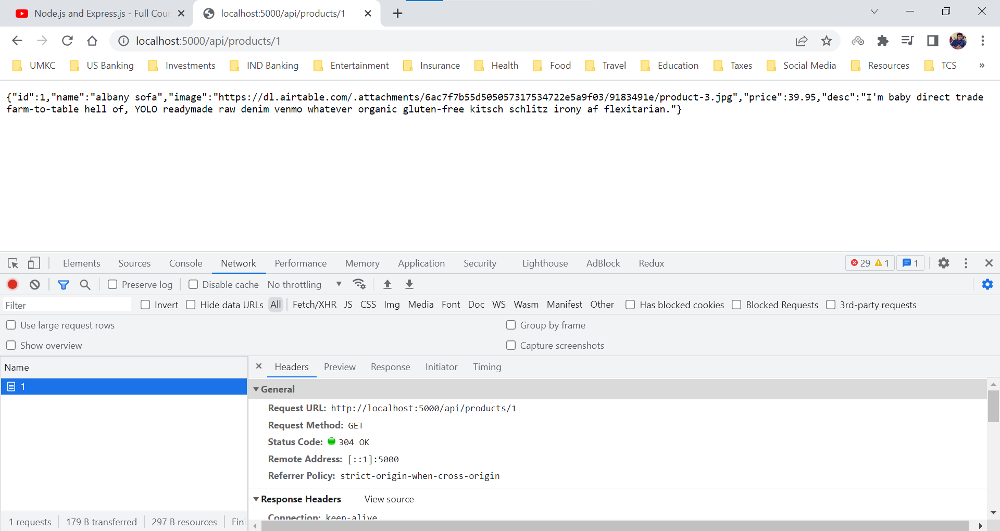 Node.js and Express.js - Full Cour
localhost:5000/api/products/1
localhost:5000/api/products/1
UMKC US Banking Investments IND Banking Entertainment Insurance Health Food Travel Education Taxes Social Media Resources TCS »
{"id":1,"name":"albany sofa","image":"https://dl.airtable.com/.attachments/6ac7f7b55d505057317534722e5a9f03/9183491e/product-3.jpg","price":39.95,"desc":"I'm baby direct trade
farm-to-table hell of, YOLO readymade raw denim venmo whatever organic gluten-free kitsch schlitz irony af flexitarian."}
Elements Sources Console Network Performance Memory Application Security Lighthouse AdBlock Redux 29 1 1
Preserve log Disable cache No throttling
Filter Invert Hide data URLs All Fetch/XHR JS CSS Img Media Font Doc WS Wasm Manifest Other Has blocked cookies Blocked Requests 3rd-party requests
Use large request rows Group by frame
Show overview Capture screenshots
Name Headers Preview Response Initiator Timing
1
General
Request URL: http://localhost:5000/api/products/1
Request Method: GET
Status Code: 304 OK
Remote Address: [::1]:5000
Referrer Policy: strict-origin-when-cross-origin
Response Headers View source
Connection: keep-alive
1 requests 179 B transferred 297 B resources Fini